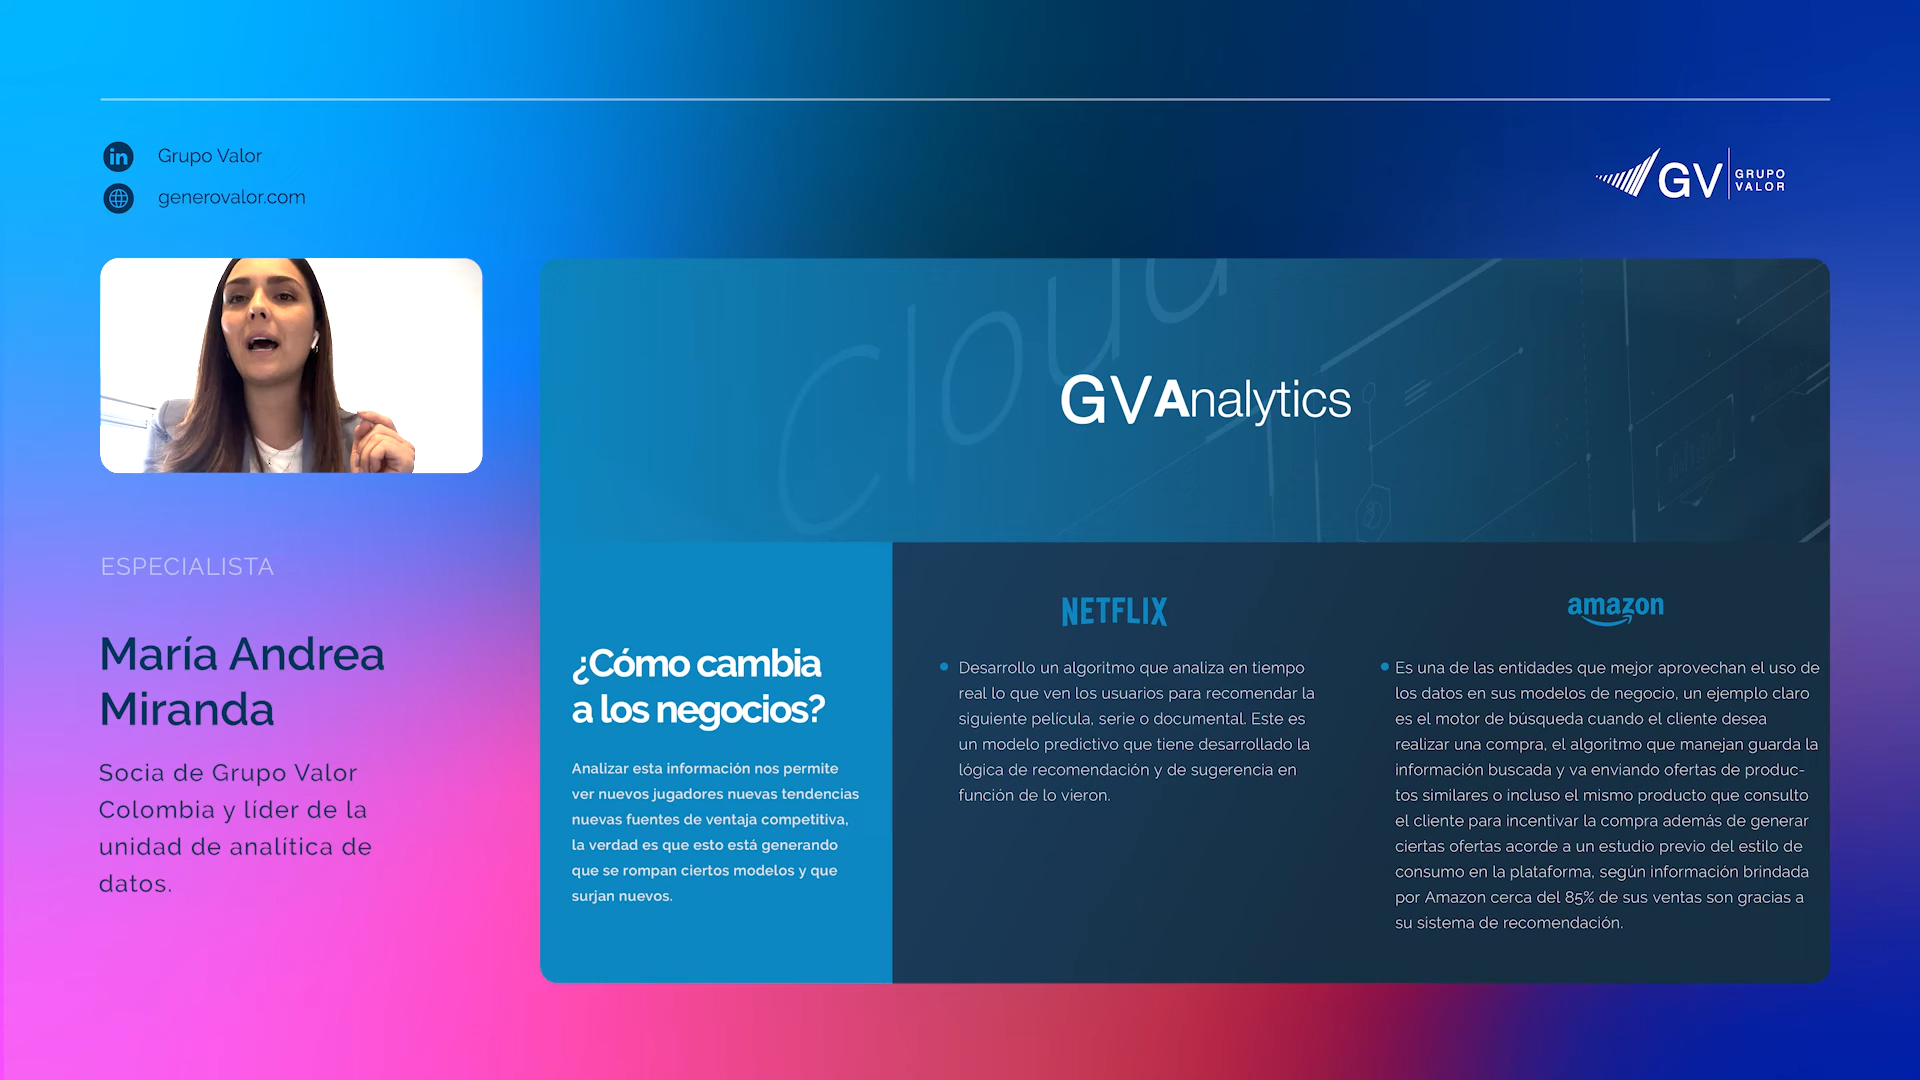 Grupo Valor
generovalor.com
GV GRUPO
VALOR
ESPECIALISTA
María Andrea
Miranda
Socia de Grupo Valor
Colombia y líder de la
unidad de analítica de
datos.
Cloud
GVAnalytics
¿Cómo cambia
a los negocios?
Analizar esta información nos permite
ver nuevos jugadores nuevas tendencias
nuevas fuentes de ventaja competitiva,
la verdad es que esto está generando
que se rompan ciertos modelos y que
surjan nuevos.
NETFLIX
Desarrollo un algoritmo que analiza en tiempo
real lo que ven los usuarios para recomendar la
siguiente película, serie o documental. Este es
un modelo predictivo que tiene desarrollado la
lógica de recomendación y de sugerencia en
función de lo vieron.
amazon
Es una de las entidades que mejor aprovechan el uso de
los datos en sus modelos de negocio, un ejemplo claro
es el motor de búsqueda cuando el cliente desea
realizar una compra, el algoritmo que manejan guarda la
información buscada y va enviando ofertas de produc-
tos similares o incluso el mismo producto que consulto
el cliente para incentivar la compra además de generar
ciertas ofertas acorde a un estudio previo del estilo de
consumo en la plataforma, según información brindada
por Amazon cerca del 85% de sus ventas son gracias a
su sistema de recomendación.